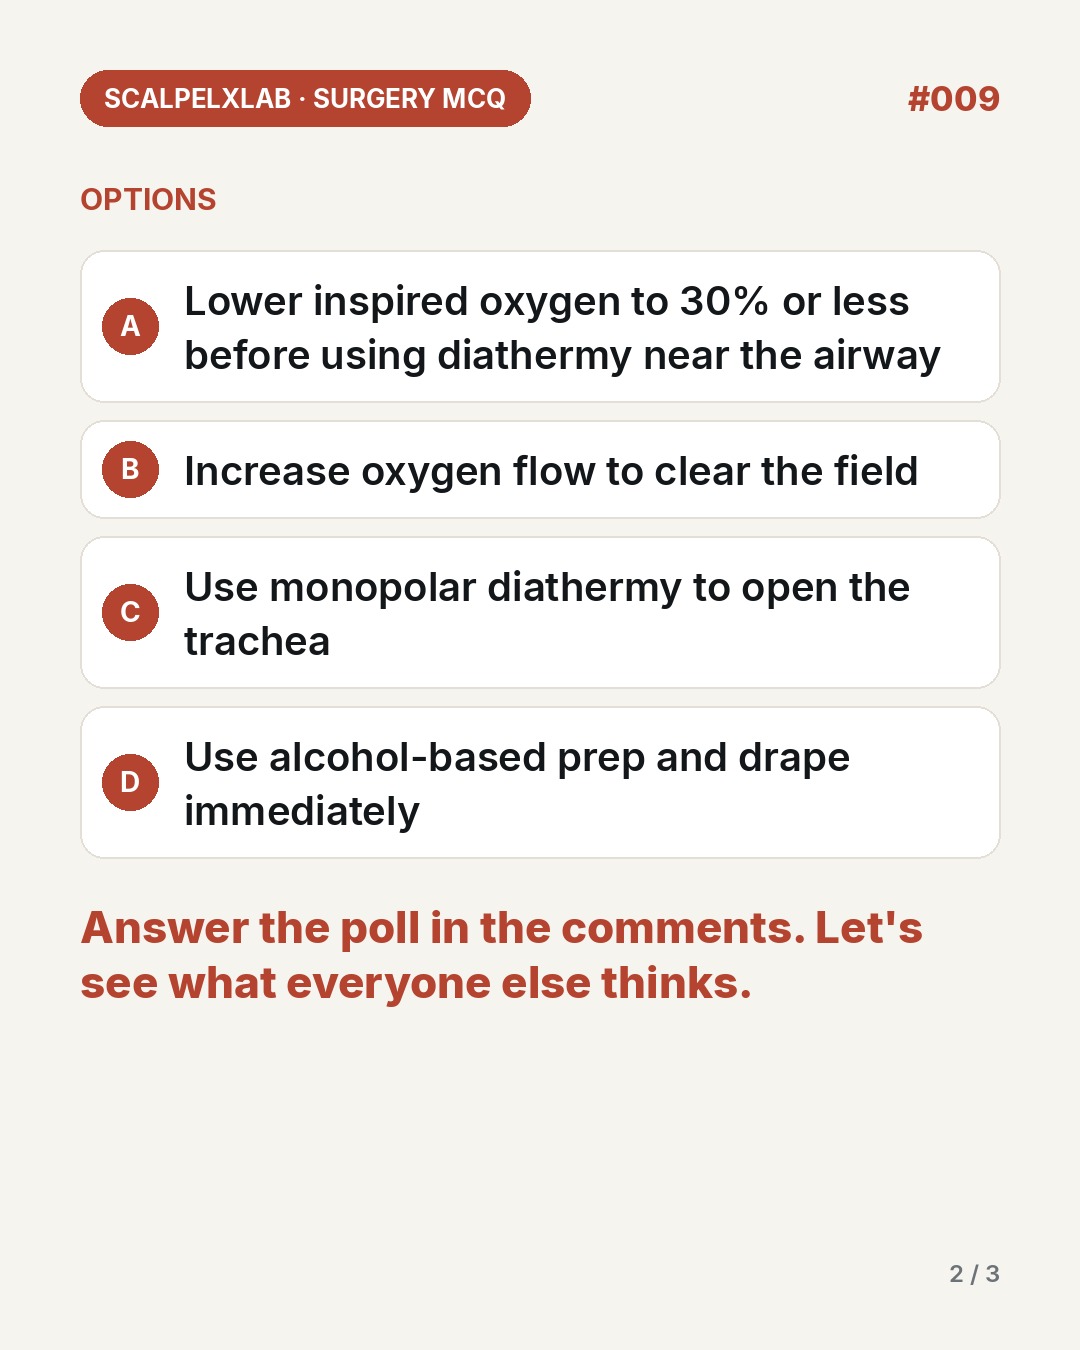 SCALPELXLAB · SURGERY MCQ
#009
OPTIONS
A
Lower inspired oxygen to 30% or less
before using diathermy near the airway
B
Increase oxygen flow to clear the field
C
Use monopolar diathermy to open the
trachea
D
Use alcohol-based prep and drape
immediately
Answer the poll in the comments. Let's
see what everyone else thinks.
2 / 3